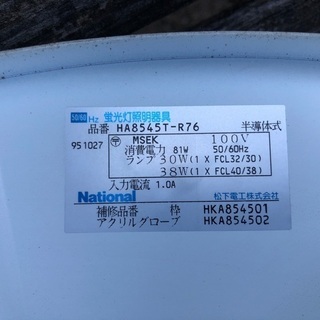 50/60 Hz 蛍光灯照明器具
品番 HA8545T-R76 半導体式
951027 〒 MSEK 100V
消費電力 81W 50/60Hz
ランプ 30W(1 X FCL32/30)
38W(1 X FCL40/38)
入力電流 1.0A
National 松下電工株式会社
補修品番 枠 HKA854501
アクリルグローブ HKA854502